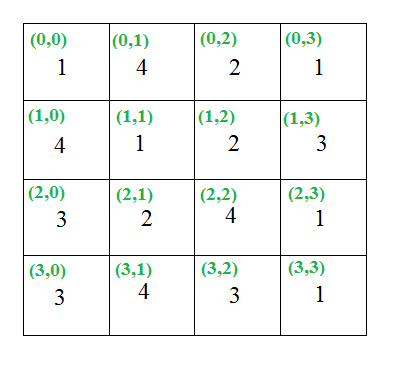 (0,0) (0,1) (0,2) (0,3)
1 4 2 1
(1,0) (1,1) (1,2) (1,3)
4 1 2 3
(2,0) (2,1) (2,2) (2,3)
3 2 4 1
(3,0) (3,1) (3,2) (3,3)
3 4 3 1